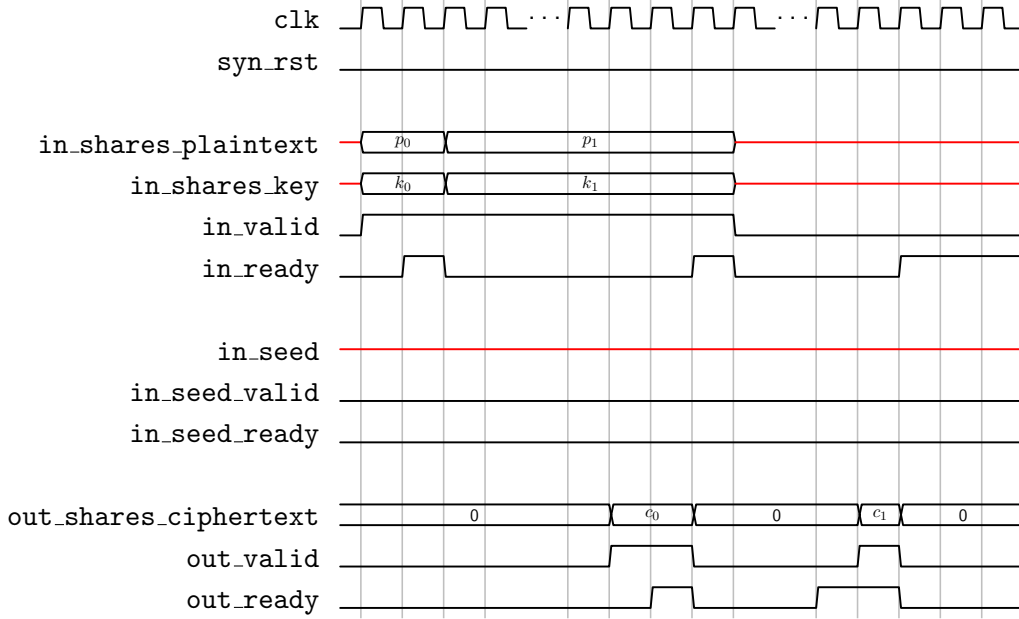 clk ··· ···
syn_rst
in_shares_plaintext p₀ p₁
in_shares_key k₀ k₁
in_valid
in_ready
in_seed
in_seed_valid
in_seed_ready
out_shares_ciphertext 0 c₀ 0 c₁ 0
out_valid
out_ready